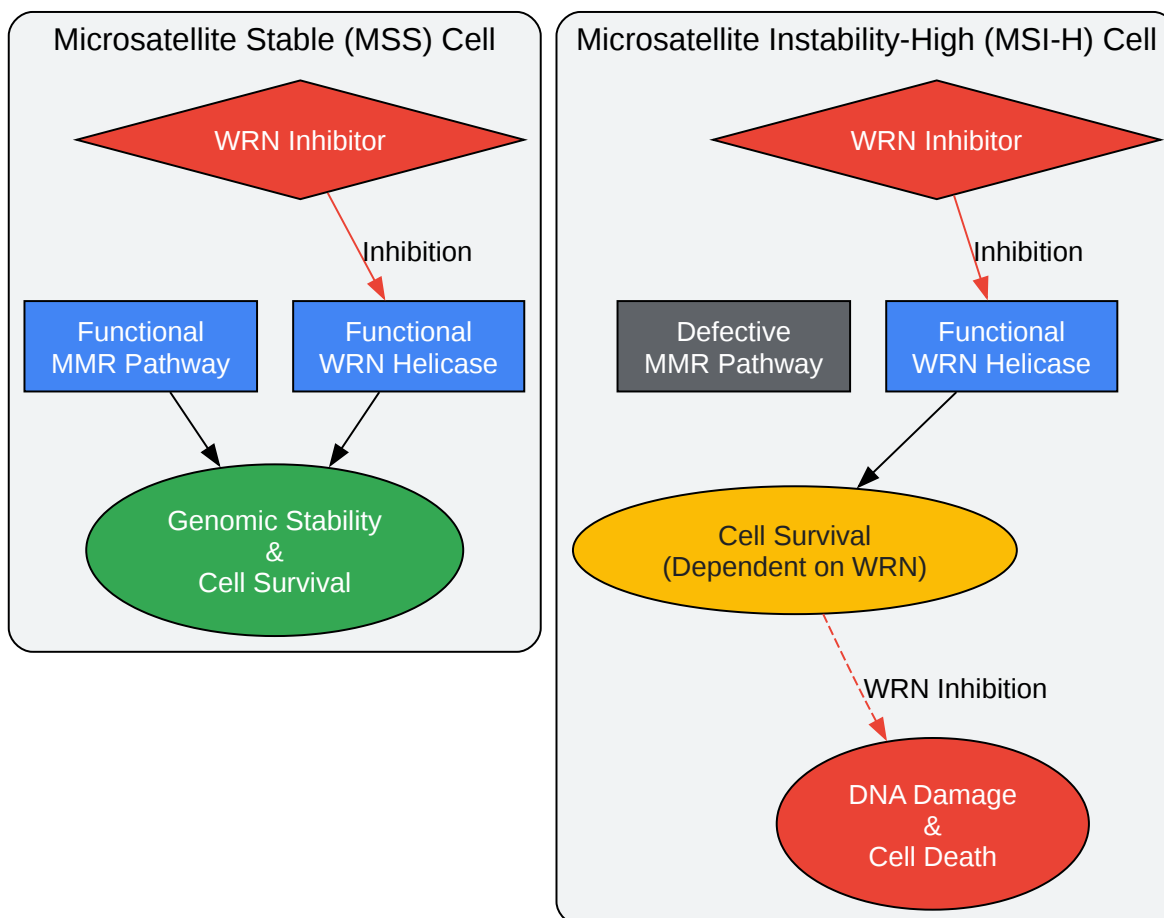 Microsatellite Stable (MSS) Cell
WRN Inhibitor
Inhibition
Functional
MMR Pathway
Functional
WRN Helicase
Genomic Stability
&
Cell Survival
Microsatellite Instability-High (MSI-H) Cell
WRN Inhibitor
Inhibition
Defective
MMR Pathway
Functional
WRN Helicase
Cell Survival
(Dependent on WRN)
WRN Inhibition
DNA Damage
&
Cell Death